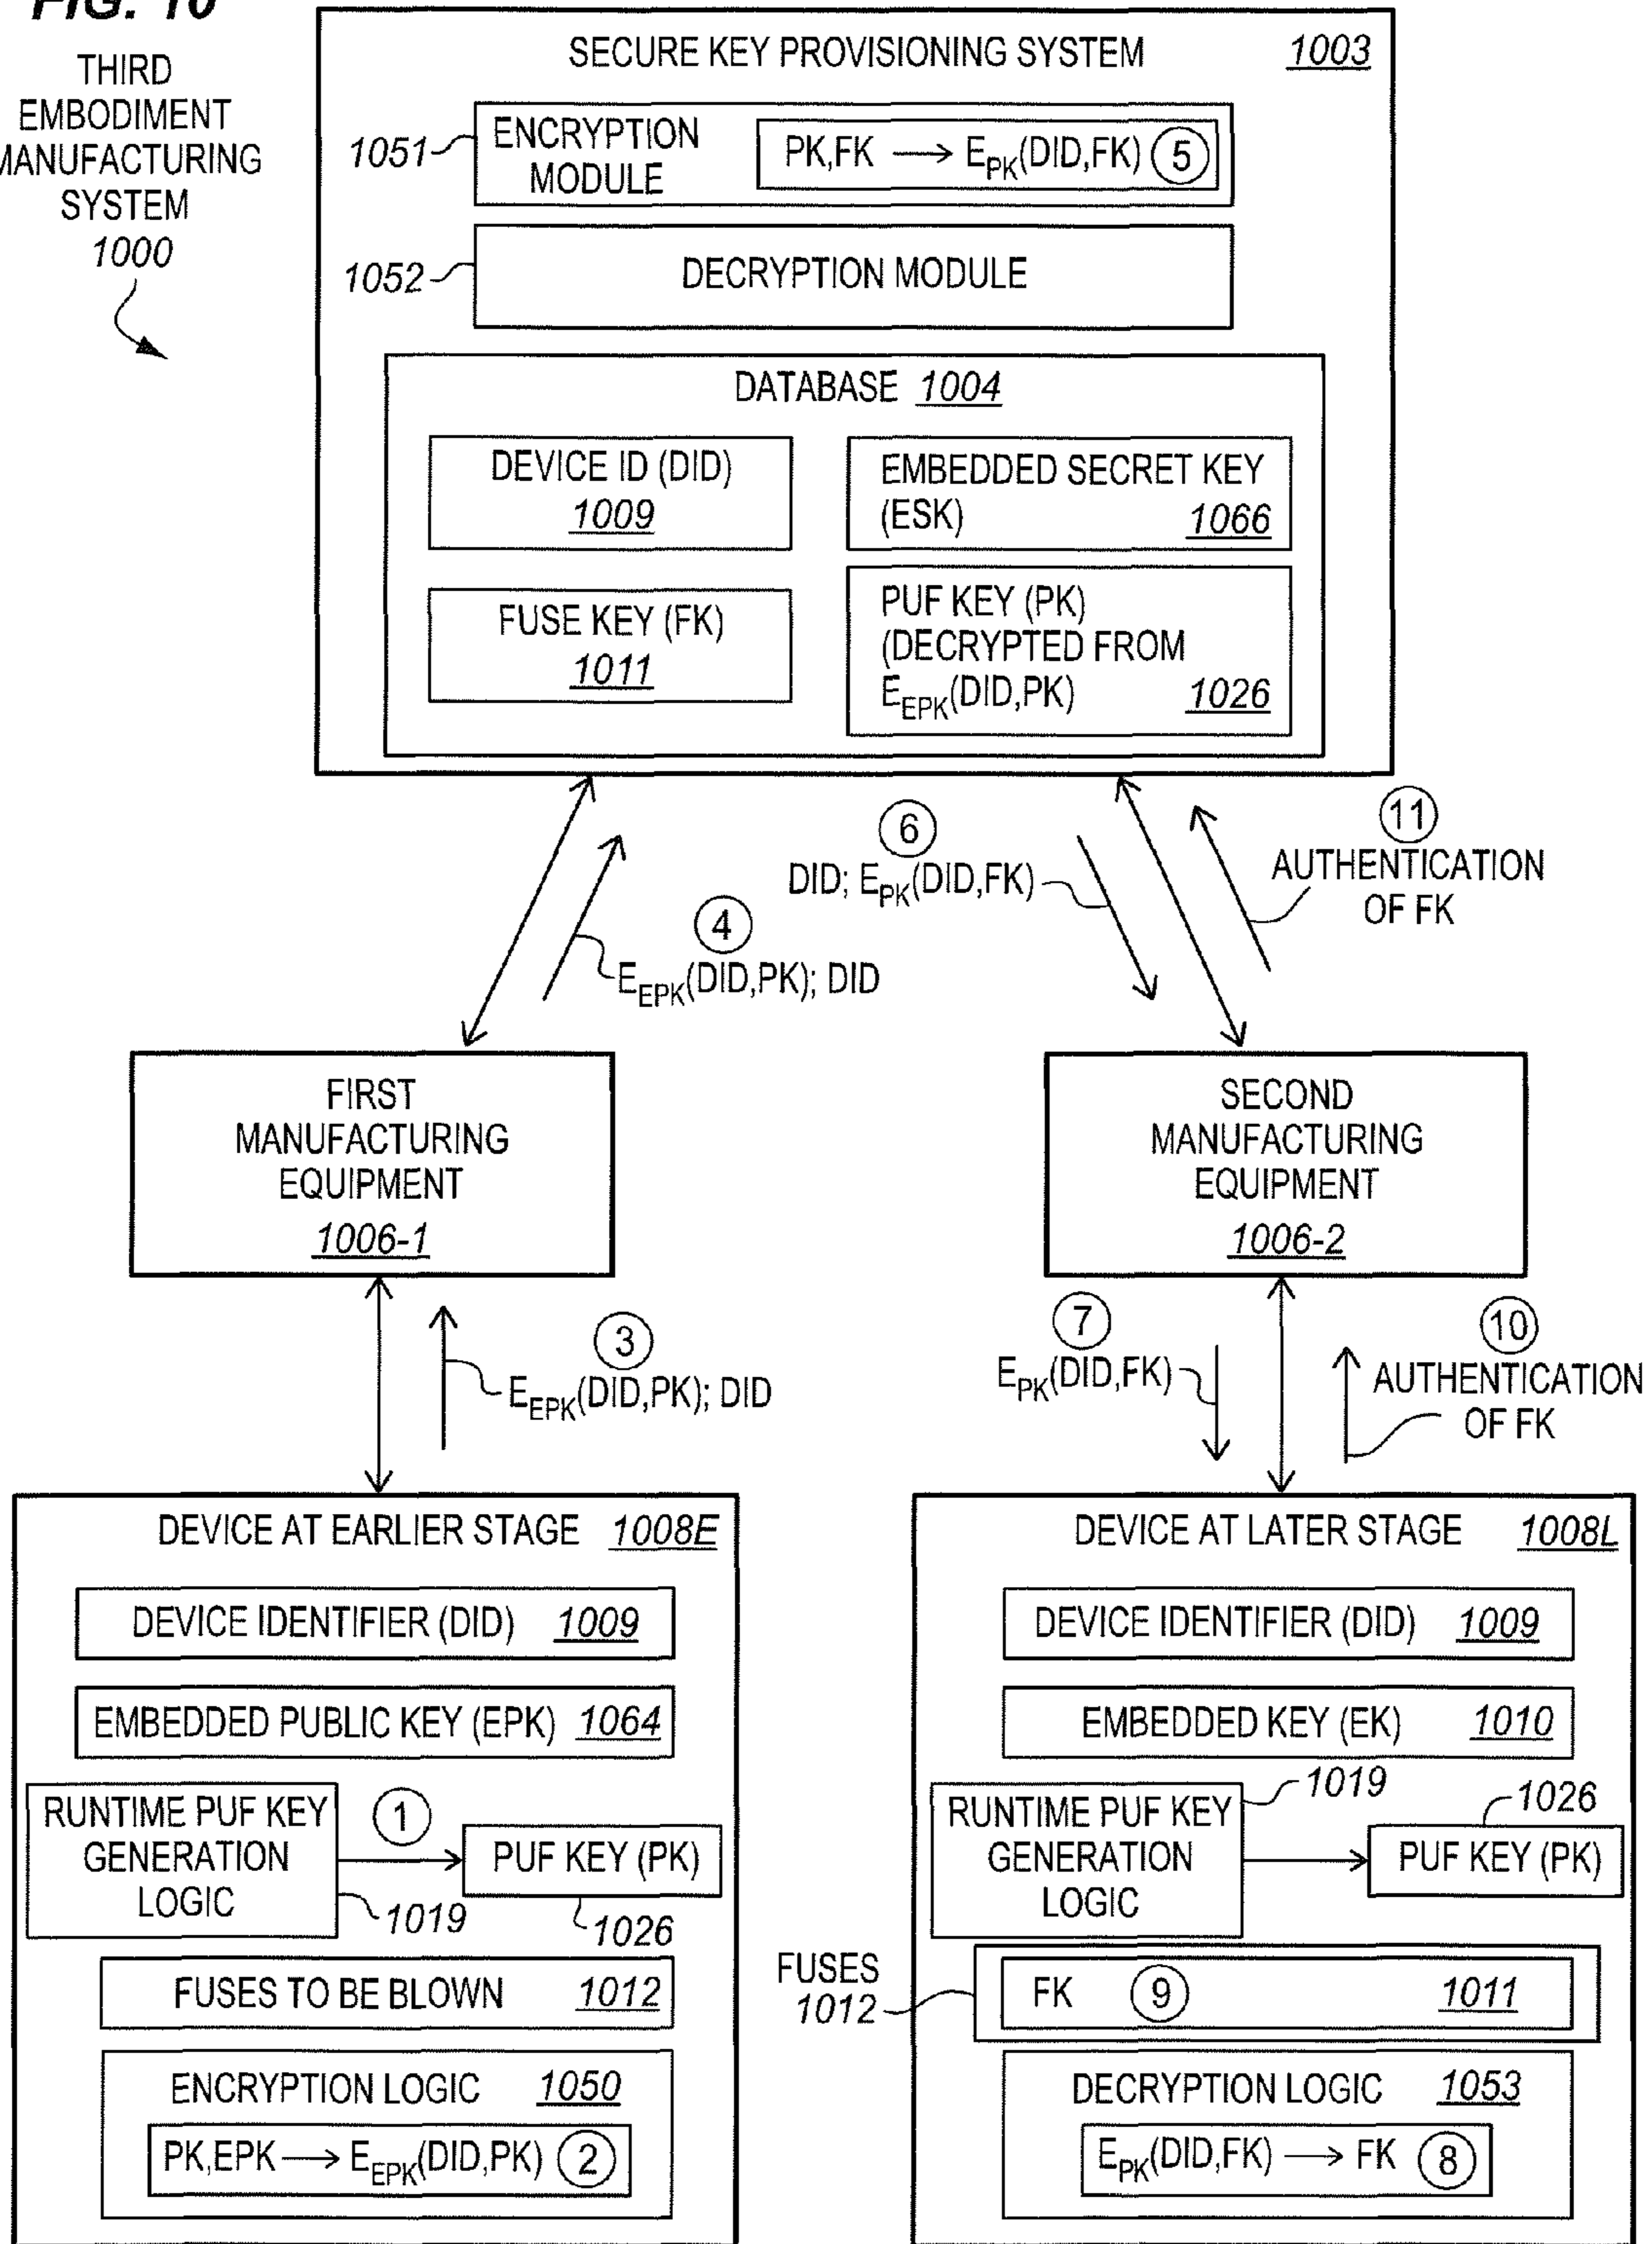 FIG. 10
THIRD
EMBODIMENT
MANUFACTURING
SYSTEM
1000
SECURE KEY PROVISIONING SYSTEM 1003
1051
ENCRYPTION
MODULE
PK,FK → E_PK(DID,FK) 5
1052
DECRYPTION MODULE
DATABASE 1004
DEVICE ID (DID)
1009
EMBEDDED SECRET KEY
(ESK) 1066
FUSE KEY (FK)
1011
PUF KEY (PK)
(DECRYPTED FROM
E_EPK(DID,PK) 1026
4
E_EPK(DID,PK); DID
6
DID; E_PK(DID,FK)
11
AUTHENTICATION
OF FK
FIRST
MANUFACTURING
EQUIPMENT
1006-1
SECOND
MANUFACTURING
EQUIPMENT
1006-2
3
E_EPK(DID,PK); DID
7
E_PK(DID,FK)
10
AUTHENTICATION
OF FK
DEVICE AT EARLIER STAGE 1008E
DEVICE IDENTIFIER (DID) 1009
EMBEDDED PUBLIC KEY (EPK) 1064
RUNTIME PUF KEY
GENERATION
LOGIC
1019
1
PUF KEY (PK)
1026
FUSES TO BE BLOWN 1012
ENCRYPTION LOGIC 1050
PK,EPK → E_EPK(DID,PK) 2
DEVICE AT LATER STAGE 1008L
DEVICE IDENTIFIER (DID) 1009
EMBEDDED KEY (EK) 1010
RUNTIME PUF KEY
GENERATION
LOGIC
1019
1026
PUF KEY (PK)
FUSES
1012
FK 9 1011
DECRYPTION LOGIC 1053
E_PK(DID,FK) → FK 8